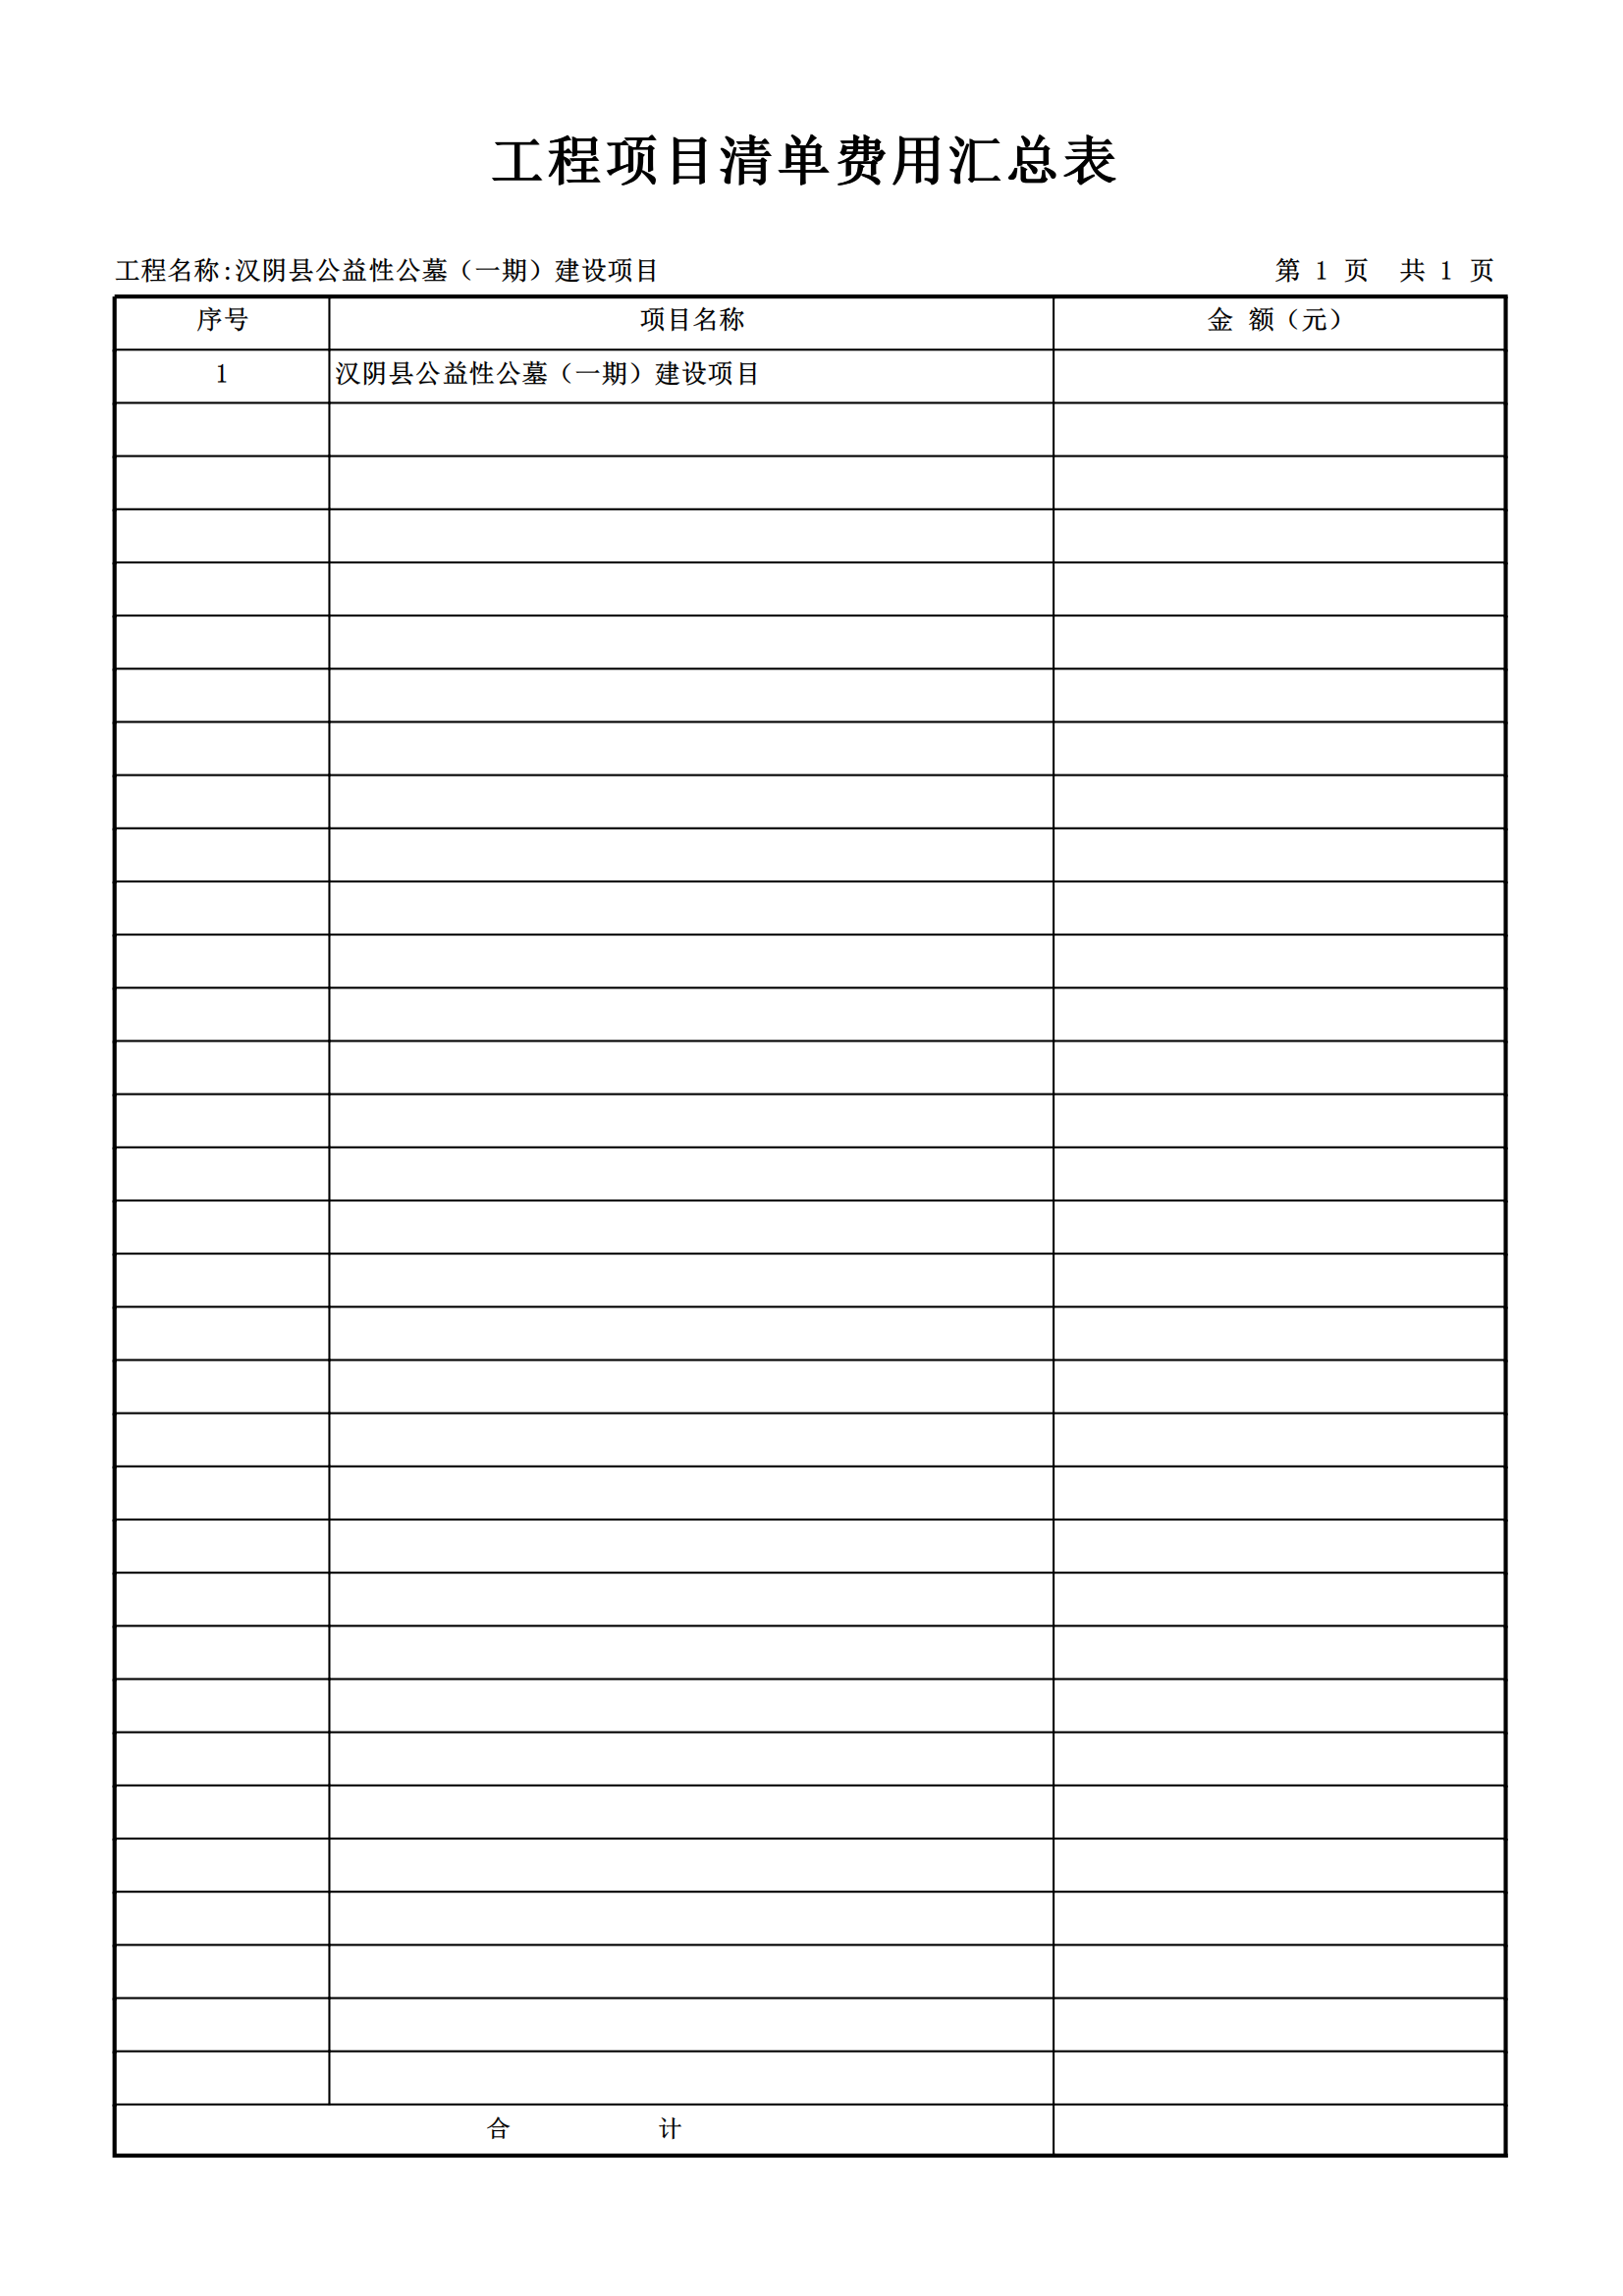 工程项目清单费用汇总表
工程名称:汉阴县公益性公墓（一期）建设项目 第 1 页 共 1 页
序号 项目名称 金 额（元）
1 汉阴县公益性公墓（一期）建设项目
合 计